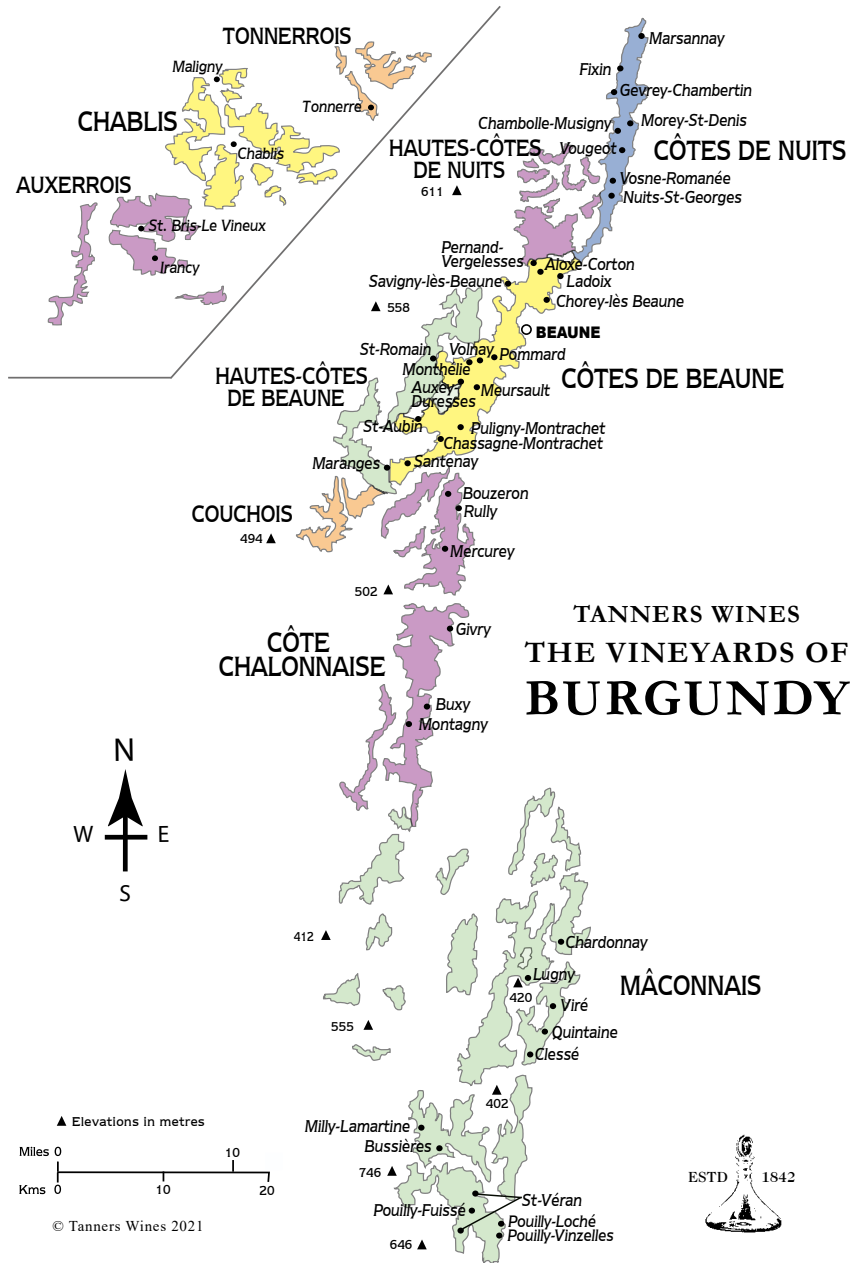 TONNERROIS
Maligny
Tonnerre
CHABLIS
Chablis
AUXERROIS
St. Bris-Le Vineux
Irancy
Marsannay
Fixin
Gevrey-Chambertin
Chambolle-Musigny
Morey-St-Denis
Vougeot
CÔTES DE NUITS
HAUTES-CÔTES
DE NUITS
611
Vosne-Romanée
Nuits-St-Georges
Pernand-
Vergelesses
Aloxe-Corton
Ladoix
Savigny-lès-Beaune
Chorey-lès Beaune
558
BEAUNE
St-Romain
Volnay
Pommard
Monthélie
HAUTES-CÔTES
DE BEAUNE
CÔTES DE BEAUNE
Auxey-
Duresses
Meursault
St-Aubin
Puligny-Montrachet
Chassagne-Montrachet
Maranges
Santenay
COUCHOIS
494
Bouzeron
Rully
Mercurey
502
Givry
CÔTE
CHALONNAISE
TANNERS WINES
THE VINEYARDS OF
BURGUNDY
Buxy
Montagny
N
W
E
S
412
Chardonnay
Lugny
420
MÂCONNAIS
Viré
555
Quintaine
Clessé
402
Elevations in metres
Miles 0 10
Kms 0 10 20
© Tanners Wines 2021
Milly-Lamartine
Bussières
746
St-Véran
Pouilly-Fuissé
Pouilly-Loché
Pouilly-Vinzelles
646
ESTD 1842